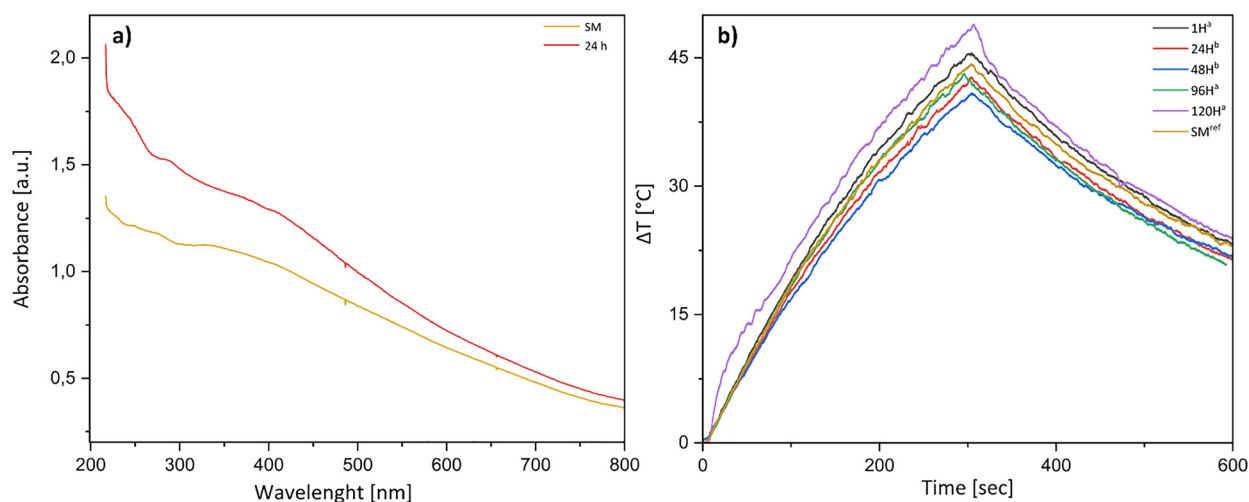 a)
SM
24 h
2,0
1,5
1,0
0,5
200 300 400 500 600 700 800
Wavelenght [nm]
Absorbance [a.u.]
b)
1Hᵃ
24Hᵇ
48Hᵇ
96Hᵃ
120Hᵃ
SMʳᵉᶠ
45
30
15
0
0 200 400 600
Time [sec]
ΔT [°C]